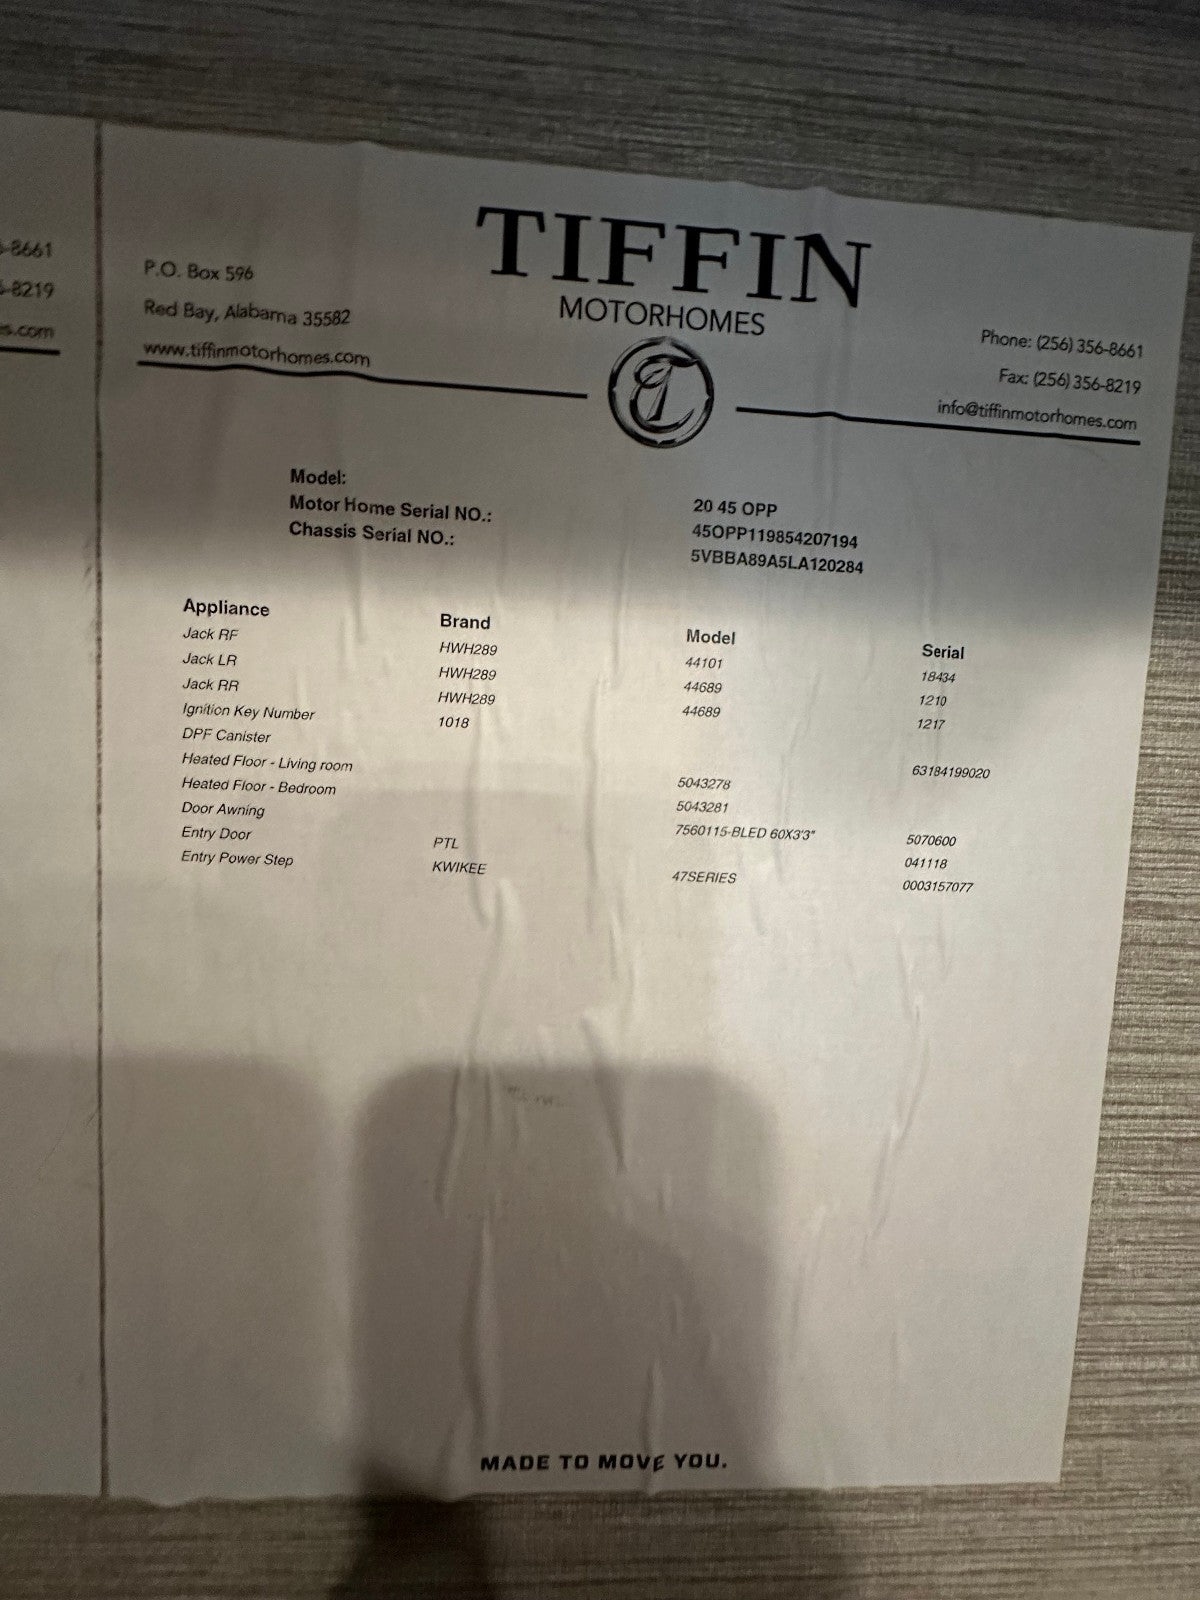 6-8661
6-8219
s.com
TIFFIN
MOTORHOMES
P.O. Box 596
Red Bay, Alabama 35582
www.tiffinmotorhomes.com
Phone: (256) 356-8661
Fax: (256) 356-8219
info@tiffinmotorhomes.com
Model: 20 45 OPP
Motor Home Serial NO.: 45OPP119854207194
Chassis Serial NO.: 5VBBA89A5LA120284
Appliance Brand Model Serial
Jack RF HWH289 44101 18434
Jack LR HWH289 44689 1210
Jack RR HWH289 44689 1217
Ignition Key Number 1018
DPF Canister 63184199020
Heated Floor - Living room 5043278
Heated Floor - Bedroom 5043281
Door Awning 7560115-BLED 60X3'3" 5070600
Entry Door PTL 041118
Entry Power Step KWIKEE 47SERIES 0003157077
MADE TO MOVE YOU.